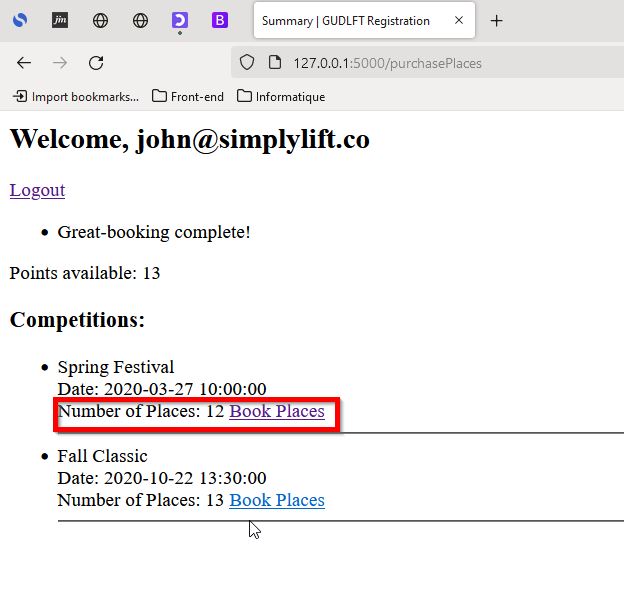 jin
B
Summary | GUDLFT Registration
127.0.0.1:5000/purchasePlaces
Import bookmarks... Front-end Informatique
Welcome, john@simplylift.co
Logout
Great-booking complete!
Points available: 13
Competitions:
Spring Festival
Date: 2020-03-27 10:00:00
Number of Places: 12 Book Places
Fall Classic
Date: 2020-10-22 13:30:00
Number of Places: 13 Book Places